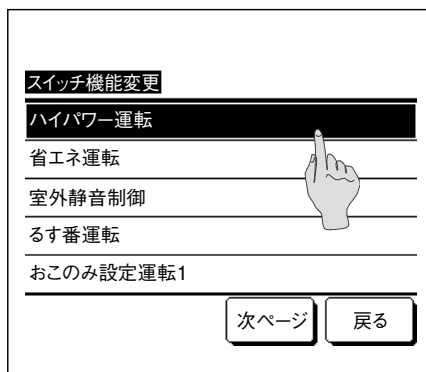 スイッチ機能変更
ハイパワー運転
省エネ運転
室外静音制御
るす番運転
おこのみ設定運転1
次ページ 戻る